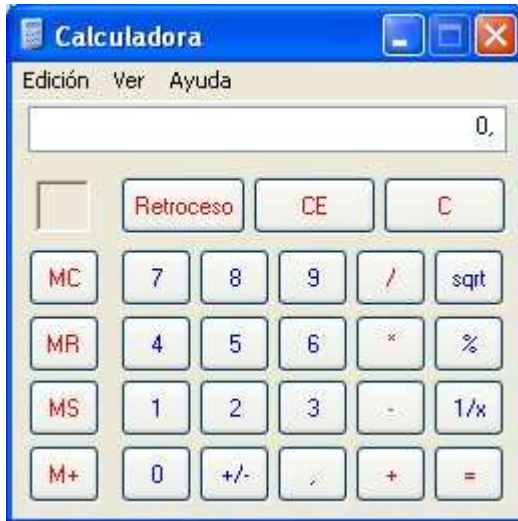 Calculadora
Edición Ver Ayuda
0,
Retroceso CE C
MC 7 8 9 / sqrt
MR 4 5 6 * %
MS 1 2 3 - 1/x
M+ 0 +/- , + =